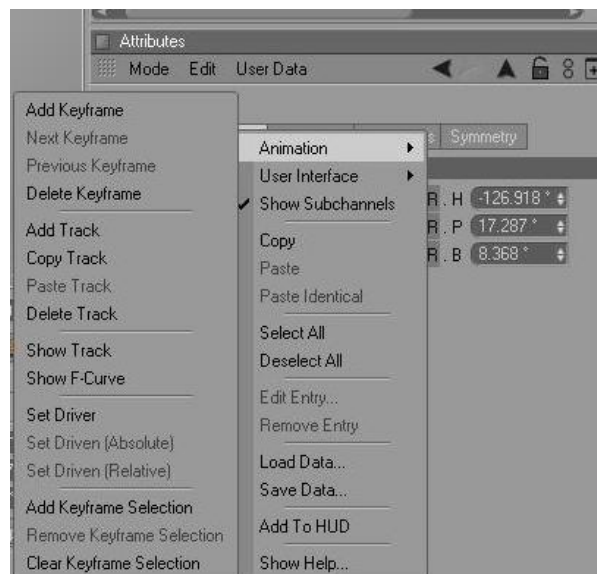 Attributes
Mode Edit User Data
Add Keyframe
Next Keyframe
Previous Keyframe
Delete Keyframe
Add Track
Copy Track
Paste Track
Delete Track
Show Track
Show F-Curve
Set Driver
Set Driven (Absolute)
Set Driven (Relative)
Add Keyframe Selection
Remove Keyframe Selection
Clear Keyframe Selection
Animation
User Interface
Show Subchannels
Copy
Paste
Paste Identical
Select All
Deselect All
Edit Entry...
Remove Entry
Load Data...
Save Data...
Add To HUD
Show Help...
Symmetry
R . H -126.918 °
R . P 17.287 °
R . B 8.368 °